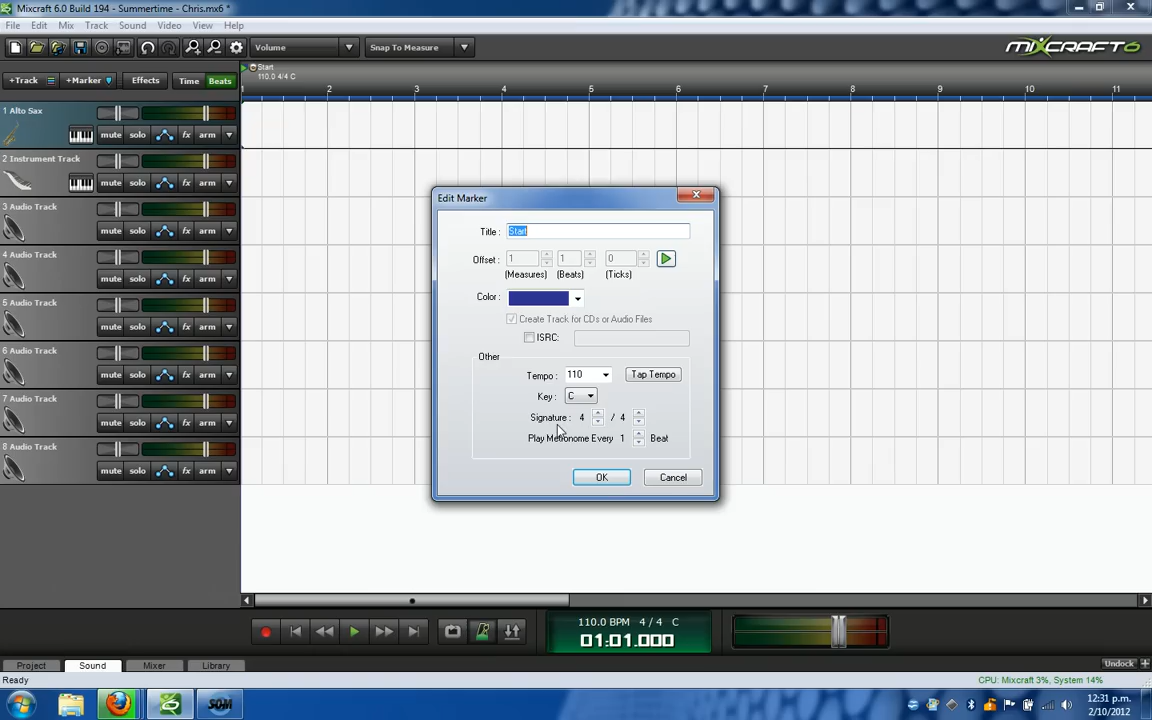 Mixcraft 6.0 Build 194 - Summertime - Chris.mx6 *
File Edit Mix Track Sound Video View Help
Volume Snap To Measure MIXCRAFT6
+Track +Marker Effects Time Beats
Start
110.0 4/4 C
1 2 3 4 5 6 7 8 9 10 11
1 Alto Sax
mute solo fx arm
2 Instrument Track
mute solo fx arm
3 Audio Track
mute solo fx arm
4 Audio Track
mute solo fx arm
5 Audio Track
mute solo fx arm
6 Audio Track
mute solo fx arm
7 Audio Track
mute solo fx arm
8 Audio Track
mute solo fx arm
Edit Marker
Title: Start
Offset: 1 1 0
(Measures) (Beats) (Ticks)
Color:
Create Track for CDs or Audio Files
ISRC:
Other
Tempo: 110 Tap Tempo
Key: C
Signature: 4 / 4
Play Metronome Every 1 Beat
OK Cancel
110.0 BPM 4 / 4 C
01:01.000
Project Sound Mixer Library Undock
Ready CPU: Mixcraft 3%, System 14%
SOM
12:31 p.m.
2/10/2012